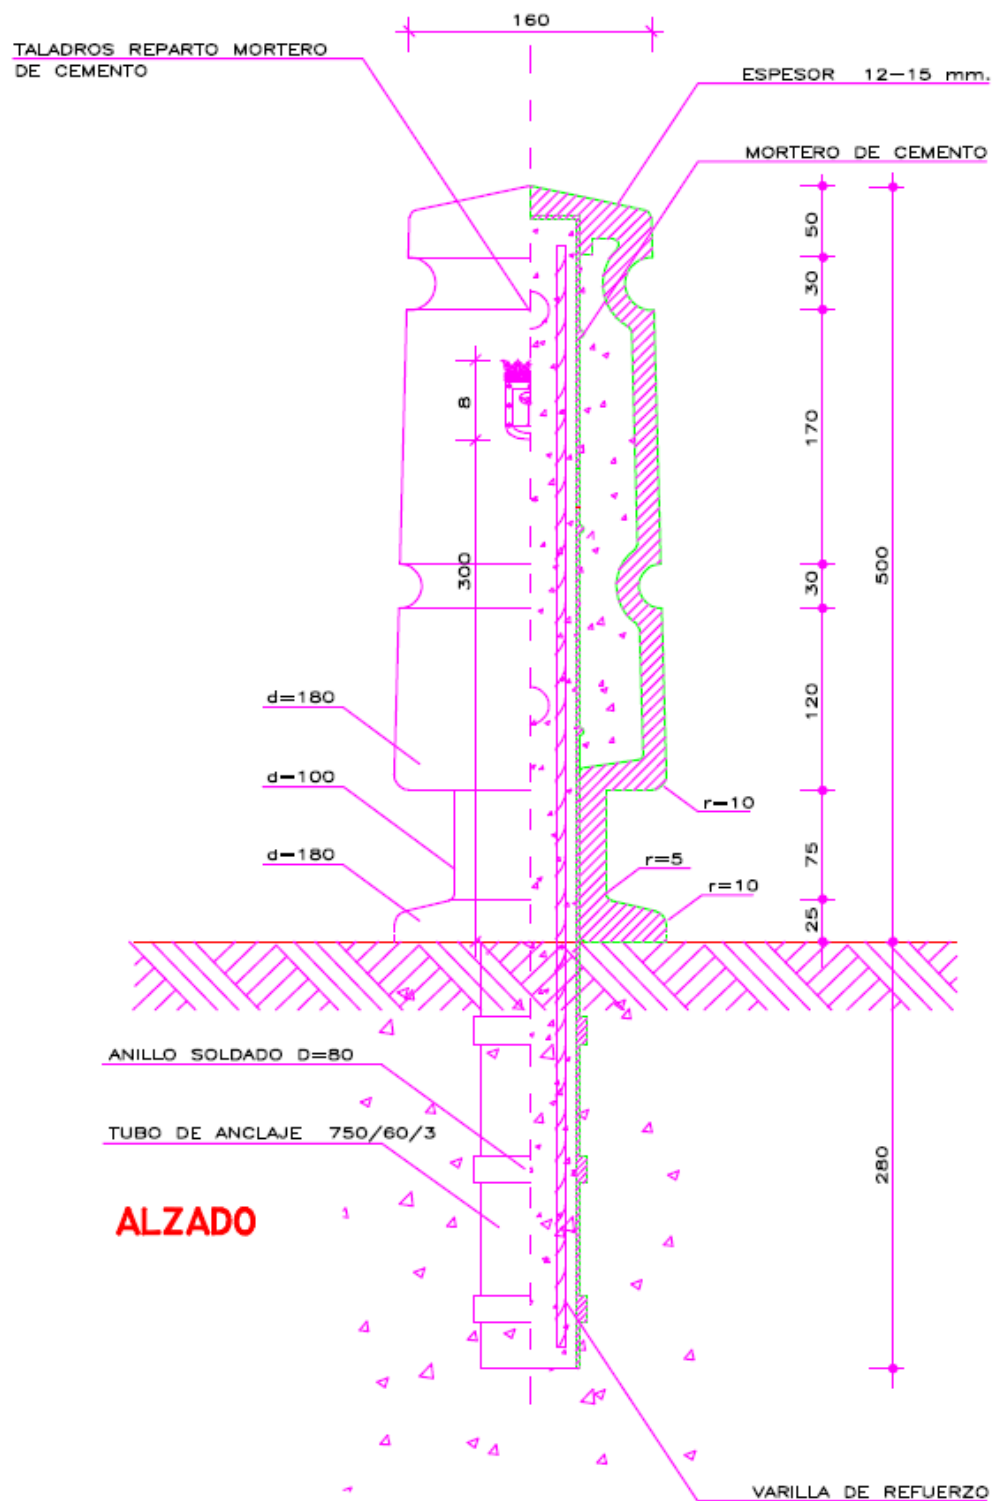 160
TALADROS REPARTO MORTERO
DE CEMENTO
ESPESOR 12-15 mm.
MORTERO DE CEMENTO
50
30
8
170
300
500
30
d=180
120
d-100
r-10
d-180
r=5
75
r=10
25
ANILLO SOLDADO D=80
TUBO DE ANCLAJE 750/60/3
280
ALZADO
VARILLA DE REFUERZO